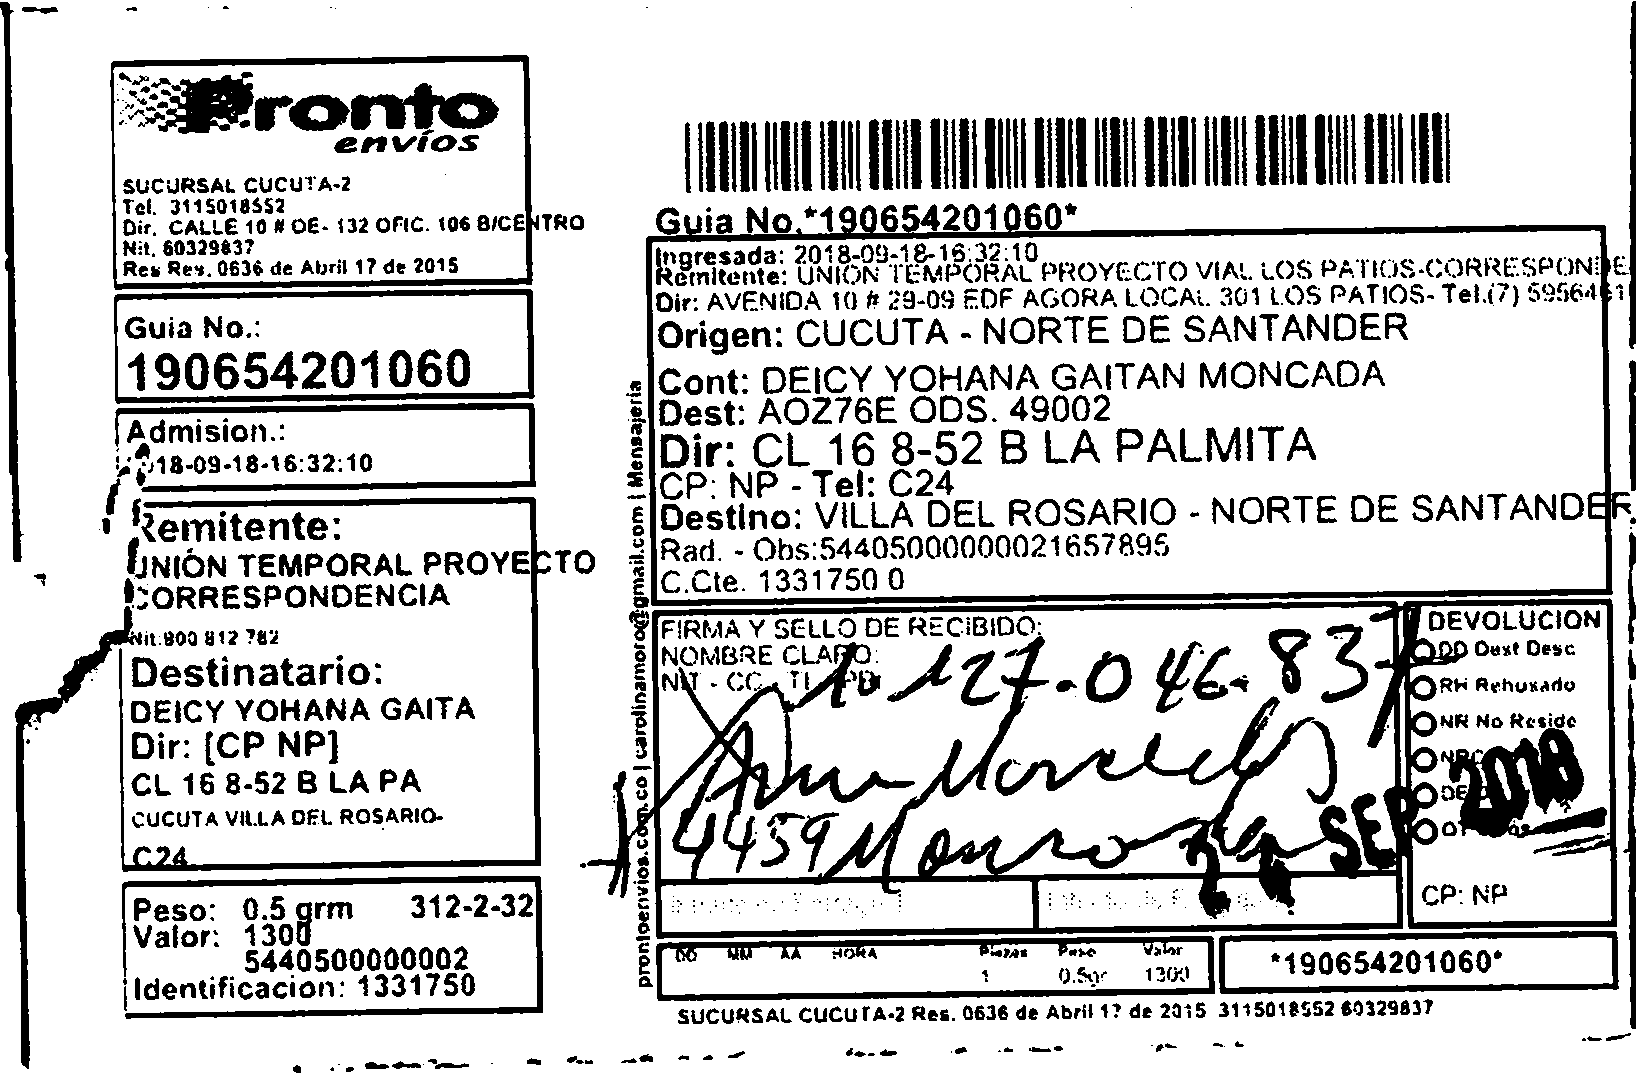 Pronto
envíos
SUCURSAL CUCUTA-2
Tel. 3115018552
Dir. CALLE 10 # OE- 132 OFIC. 106 B/CENTRO
Nit. 60329837
Res Res. 0636 de Abril 17 de 2015
Guia No.:
190654201060
Admision.:
2018-09-18-16:32:10
Remitente:
UNIÓN TEMPORAL PROYECTO
CORRESPONDENCIA
Nit:900 812 782
Destinatario:
DEICY YOHANA GAITA
Dir: [CP NP]
CL 16 8-52 B LA PA
CUCUTA VILLA DEL ROSARIO-
C24
Peso: 0.5 grm 312-2-32
Valor: 1300
5440500000002
Identificacion: 1331750
prontoenvios.com.co | carolinamoro@gmail.com | Mensajeria
Guia No.*190654201060*
Ingresada: 2018-09-18-16:32:10
Remitente: UNIÓN TEMPORAL PROYECTO VIAL LOS PATIOS-CORRESPONDE
Dir: AVENIDA 10 # 29-09 EDF AGORA LOCAL 301 LOS PATIOS- Tel.(7) 5956461
Origen: CUCUTA - NORTE DE SANTANDER
Cont: DEICY YOHANA GAITAN MONCADA
Dest: AOZ76E ODS. 49002
Dir: CL 16 8-52 B LA PALMITA
CP: NP - Tel: C24
Destino: VILLA DEL ROSARIO - NORTE DE SANTANDER.
Rad. - Obs:544050000000021657895
C.Cte. 1331750 0
FIRMA Y SELLO DE RECIBIDO:
NOMBRE CLARO:
NIT - CC - TI - PB
1.127.046.837
4459
SEP 2018
DEVOLUCION
DD Dest Desc
RH Rehusado
NR No Reside
CP: NP
DD MM AA HORA Piezas Peso Valor
1 0.5gr 1300
*190654201060*
SUCURSAL CUCUTA-2 Res. 0636 de Abril 17 de 2015 3115018552 60329837